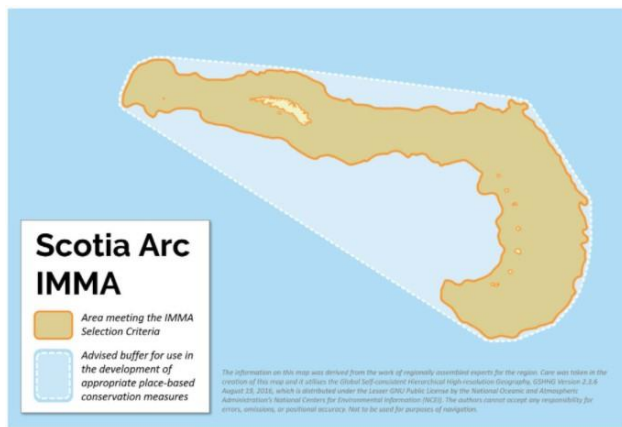 Scotia Arc
IMMA
Area meeting the IMMA
Selection Criteria
Advised buffer for use in
the development of
appropriate place-based
conservation measures
The information on this map was derived from the work of regionally assembled experts for the region. Care was taken in the
creation of this map and it utilises the Global Self-consistent Hierarchical High-resolution Geography, GSHHG Version 2.3.6
August 19, 2016, which is distributed under the Lesser GNU Public License by the National Oceanic and Atmospheric
Administration's National Centers for Environmental Information (NCEI). The authors cannot accept any responsibility for
errors, omissions, or positional accuracy. Not to be used for purposes of navigation.